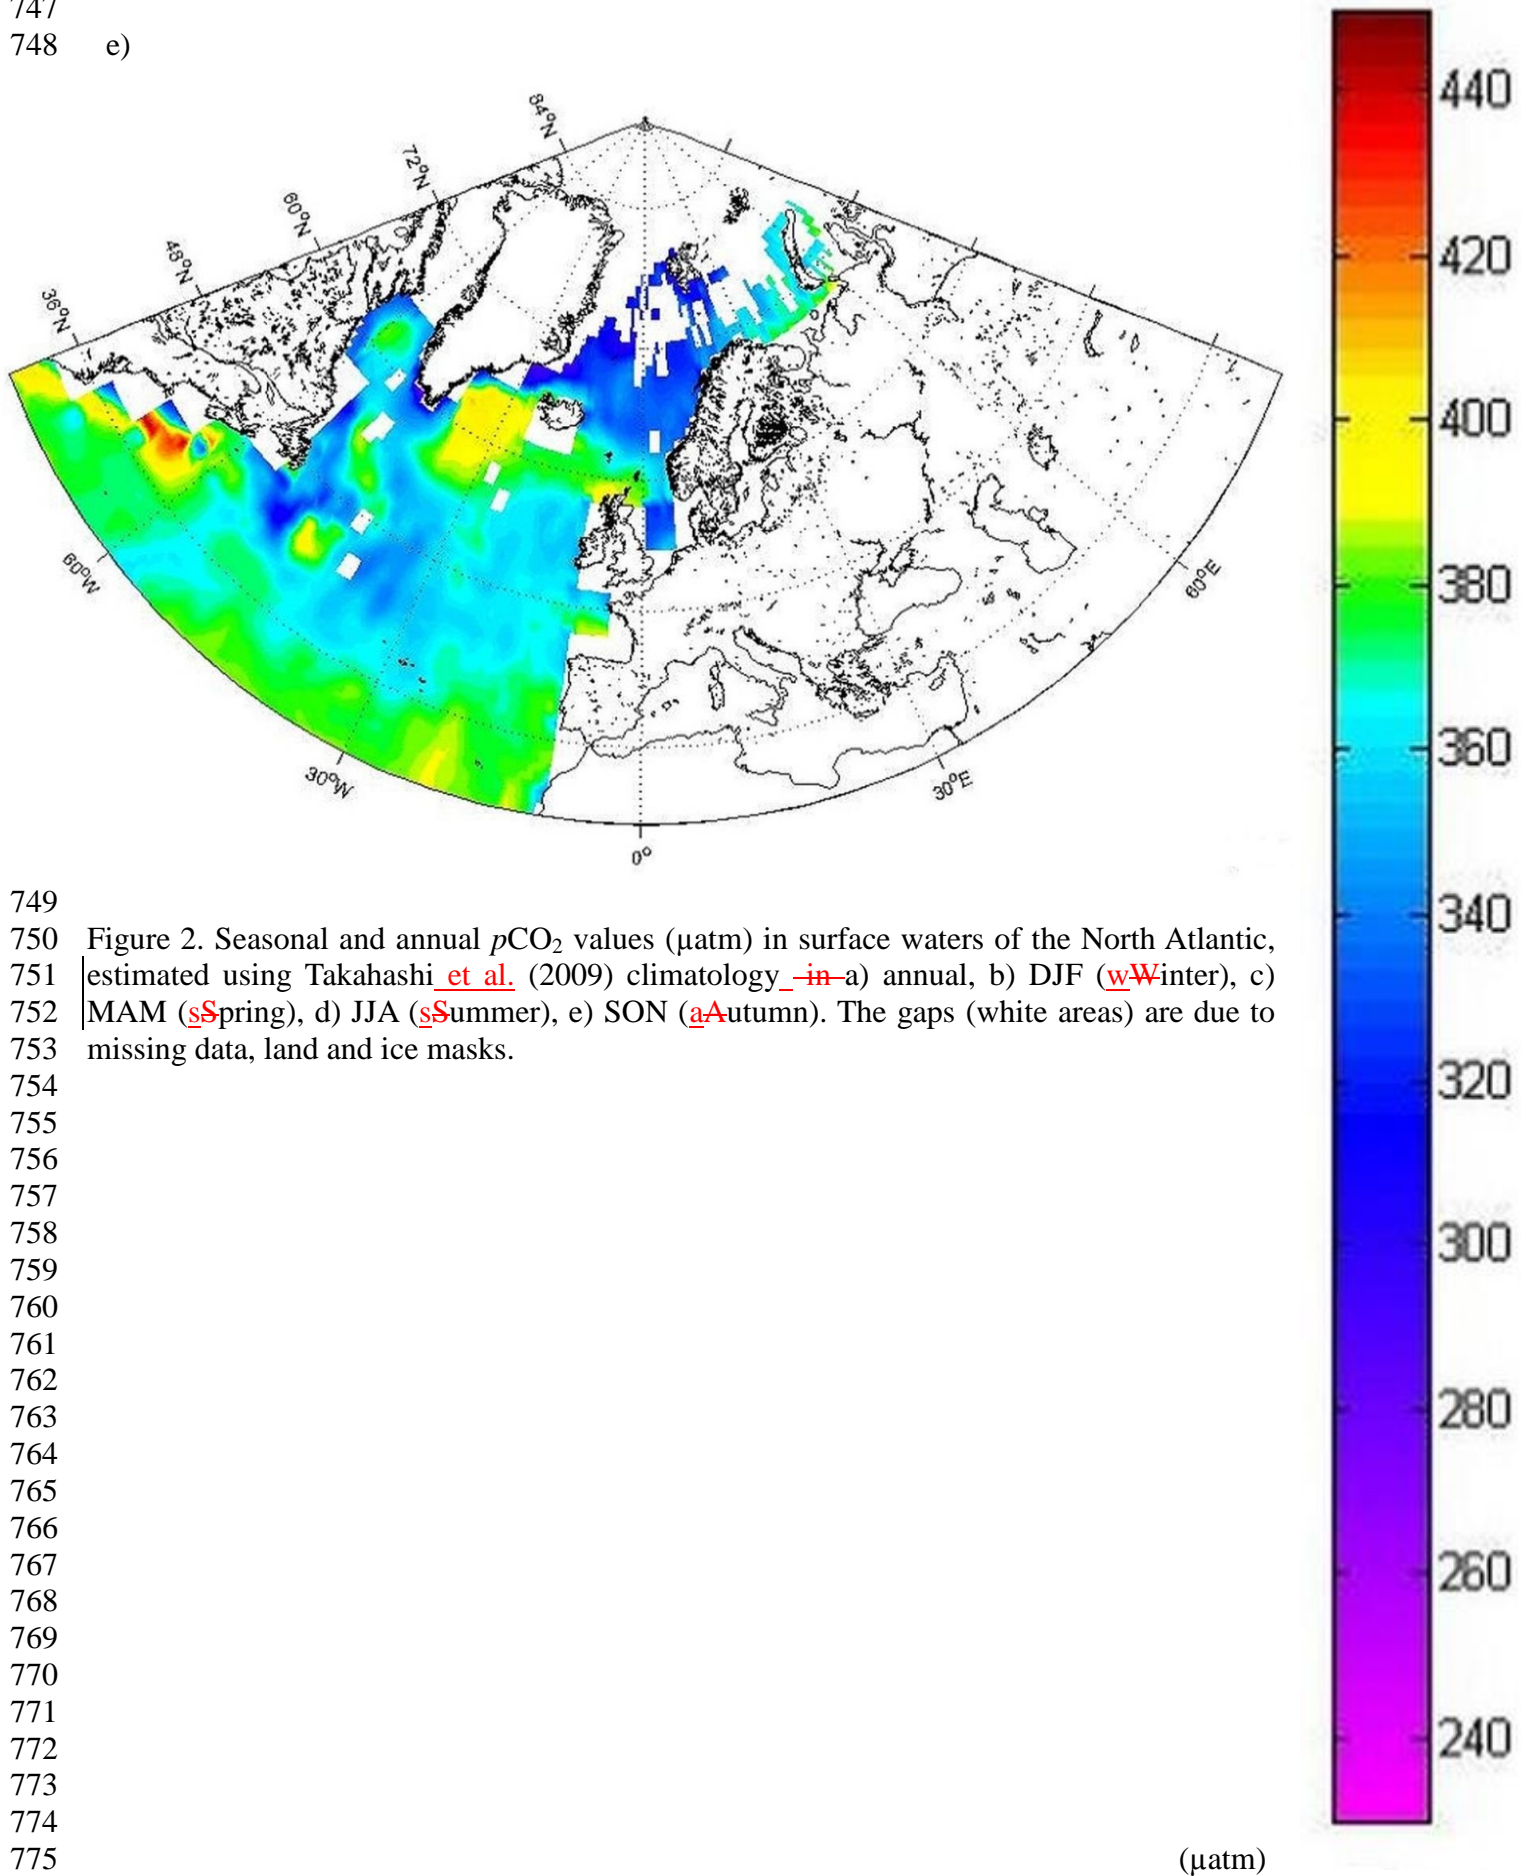 747
748 e)
84°N
72°N
60°N
48°N
36°N
60°W
30°W
0°
30°E
60°E
440
420
400
380
360
340
320
300
280
260
240
749
750 Figure 2. Seasonal and annual pCO₂ values (µatm) in surface waters of the North Atlantic,
751 estimated using Takahashi et al. (2009) climatology in a) annual, b) DJF (wWinter), c)
752 MAM (sSpring), d) JJA (sSummer), e) SON (aAutumn). The gaps (white areas) are due to
753 missing data, land and ice masks.
754
755
756
757
758
759
760
761
762
763
764
765
766
767
768
769
770
771
772
773
774
775 (µatm)